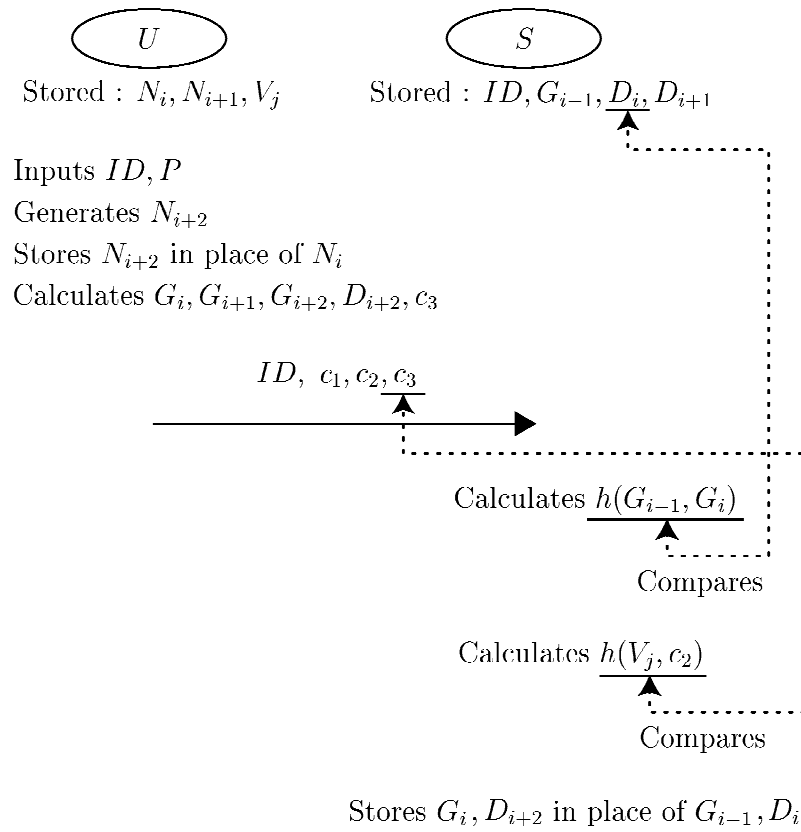 U S
Stored : N_i, N_{i+1}, V_j Stored : ID, G_{i-1}, D_i, D_{i+1}
Inputs ID, P
Generates N_{i+2}
Stores N_{i+2} in place of N_i
Calculates G_i, G_{i+1}, G_{i+2}, D_{i+2}, c_3
ID, c_1, c_2, c_3
Calculates h(G_{i-1}, G_i)
Compares
Calculates h(V_j, c_2)
Compares
Stores G_i, D_{i+2} in place of G_{i-1}, D_i